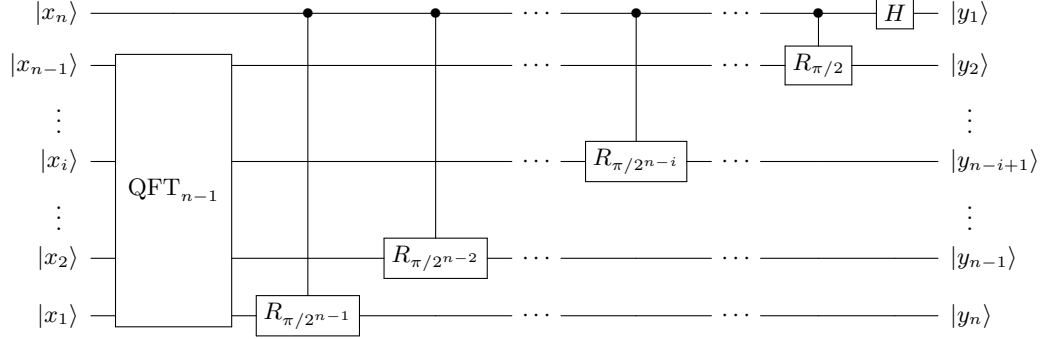 |x_n⟩ ⋯ ⋯ H |y_1⟩
|x_{n−1}⟩ ⋯ ⋯ R_{π/2} |y_2⟩
⋮ ⋮
|x_i⟩ ⋯ R_{π/2^{n−i}} ⋯ |y_{n−i+1}⟩
QFT_{n−1}
⋮ ⋮
|x_2⟩ R_{π/2^{n−2}} ⋯ ⋯ |y_{n−1}⟩
|x_1⟩ R_{π/2^{n−1}} ⋯ ⋯ |y_n⟩